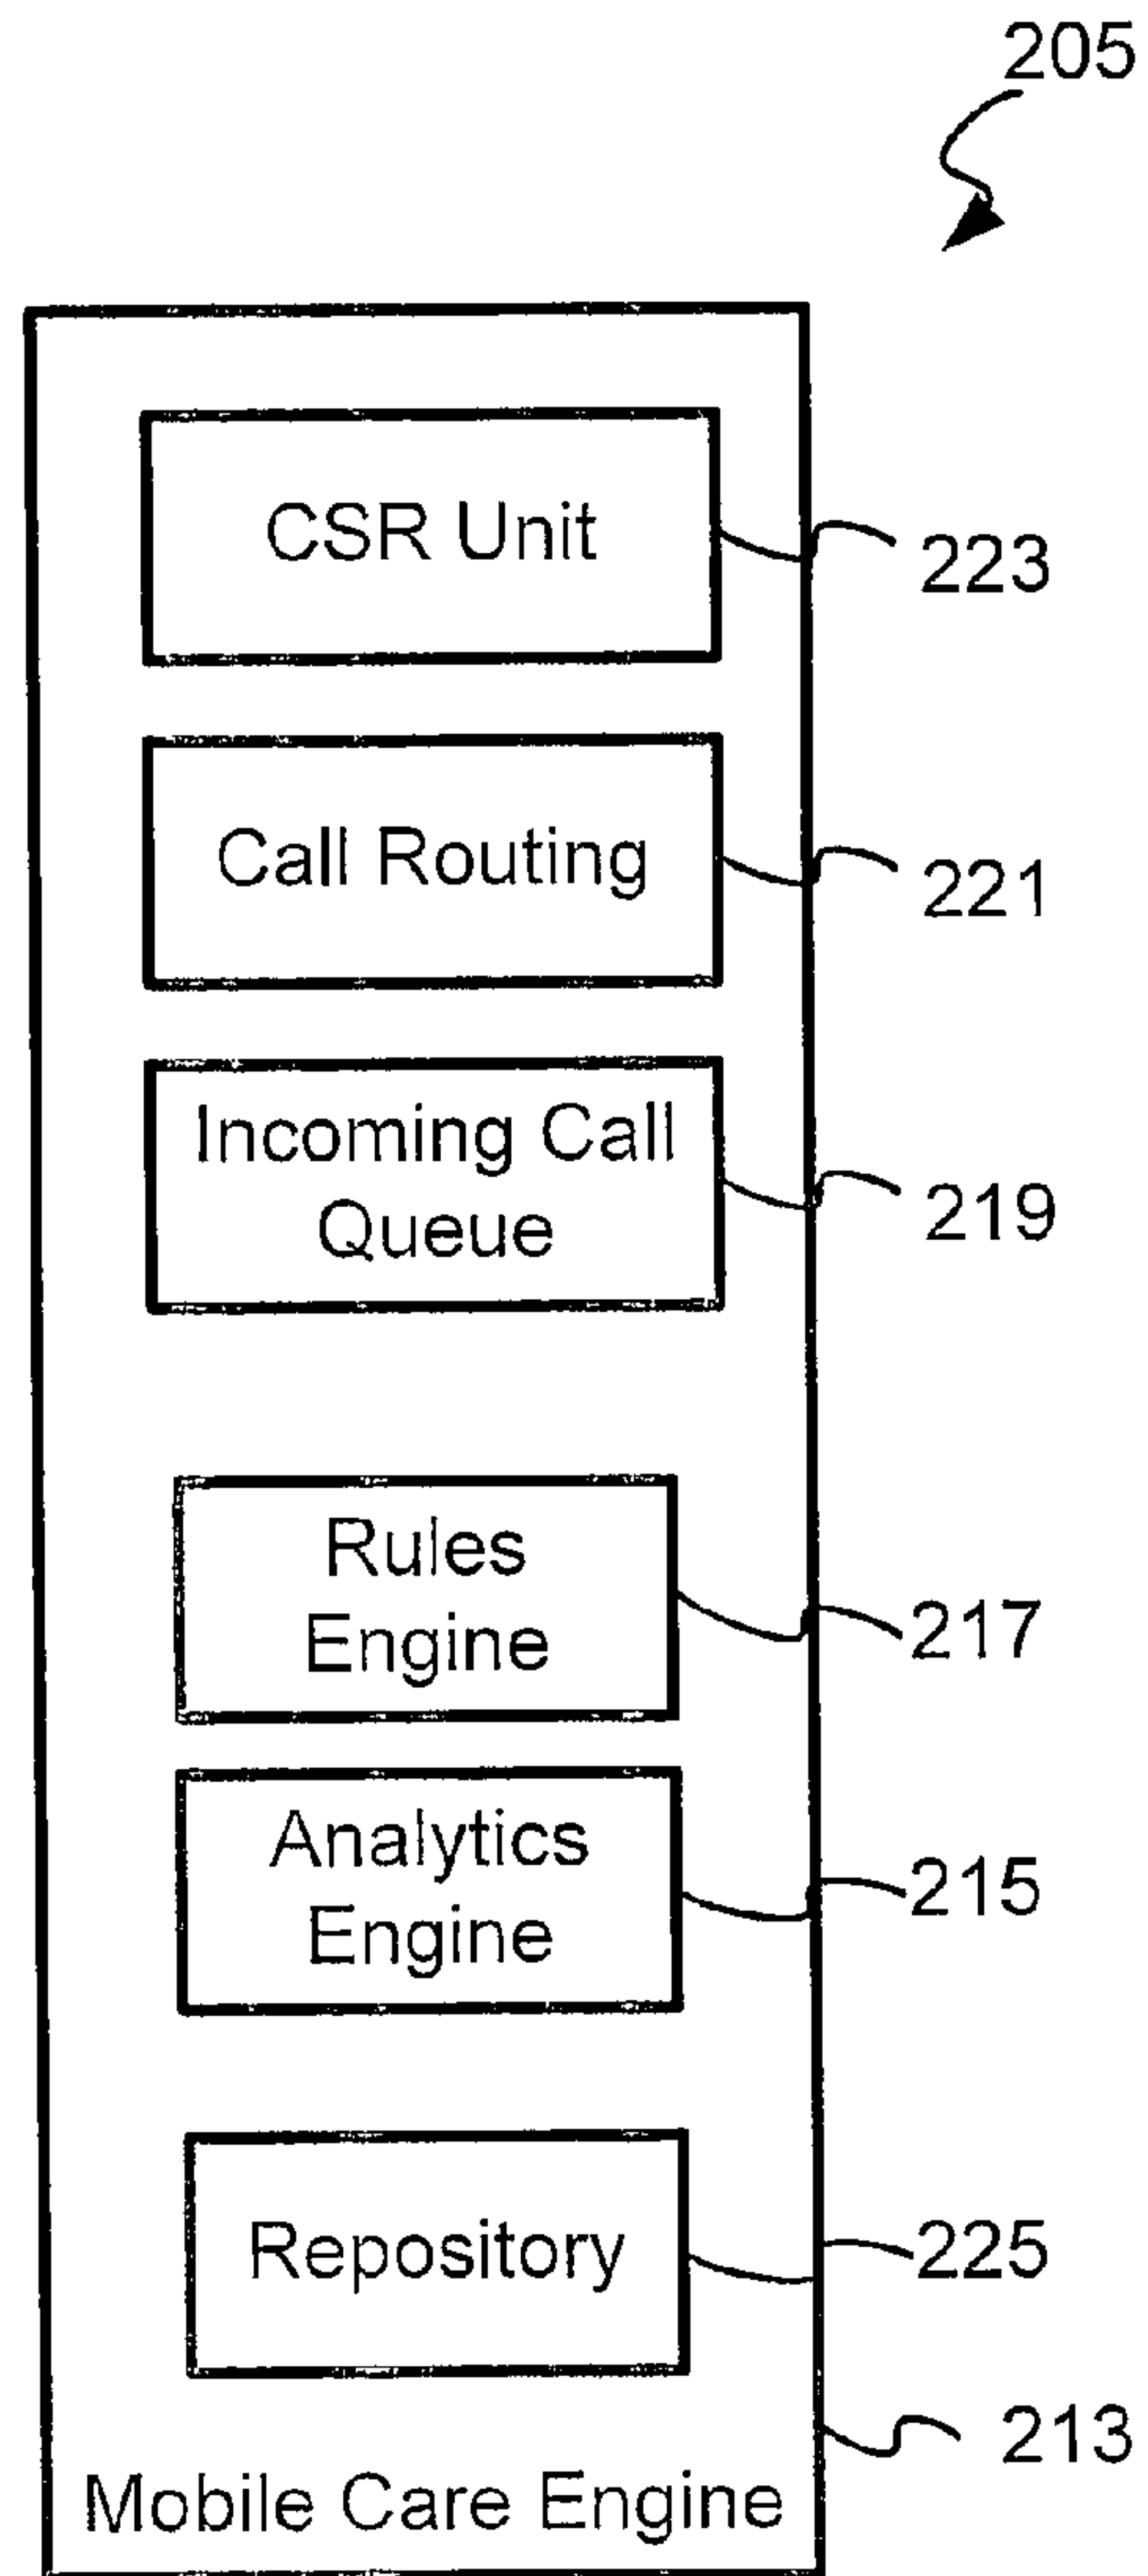 205
CSR Unit
223
Call Routing
221
Incoming Call
Queue
219
Rules
Engine
217
Analytics
Engine
215
Repository
225
213
Mobile Care Engine